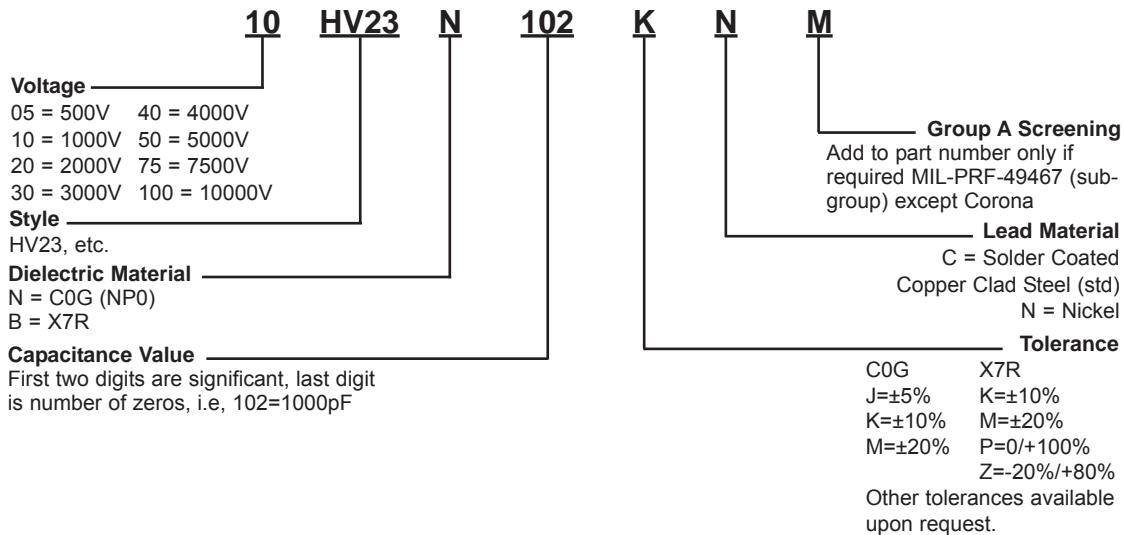 10 HV23 N 102 K N M
Voltage
05 = 500V 40 = 4000V
10 = 1000V 50 = 5000V
20 = 2000V 75 = 7500V
30 = 3000V 100 = 10000V
Style
HV23, etc.
Dielectric Material
N = C0G (NP0)
B = X7R
Capacitance Value
First two digits are significant, last digit
is number of zeros, i.e, 102=1000pF
Group A Screening
Add to part number only if
required MIL-PRF-49467 (sub-
group) except Corona
Lead Material
C = Solder Coated
Copper Clad Steel (std)
N = Nickel
Tolerance
C0G X7R
J=±5% K=±10%
K=±10% M=±20%
M=±20% P=0/+100%
Z=-20%/+80%
Other tolerances available
upon request.